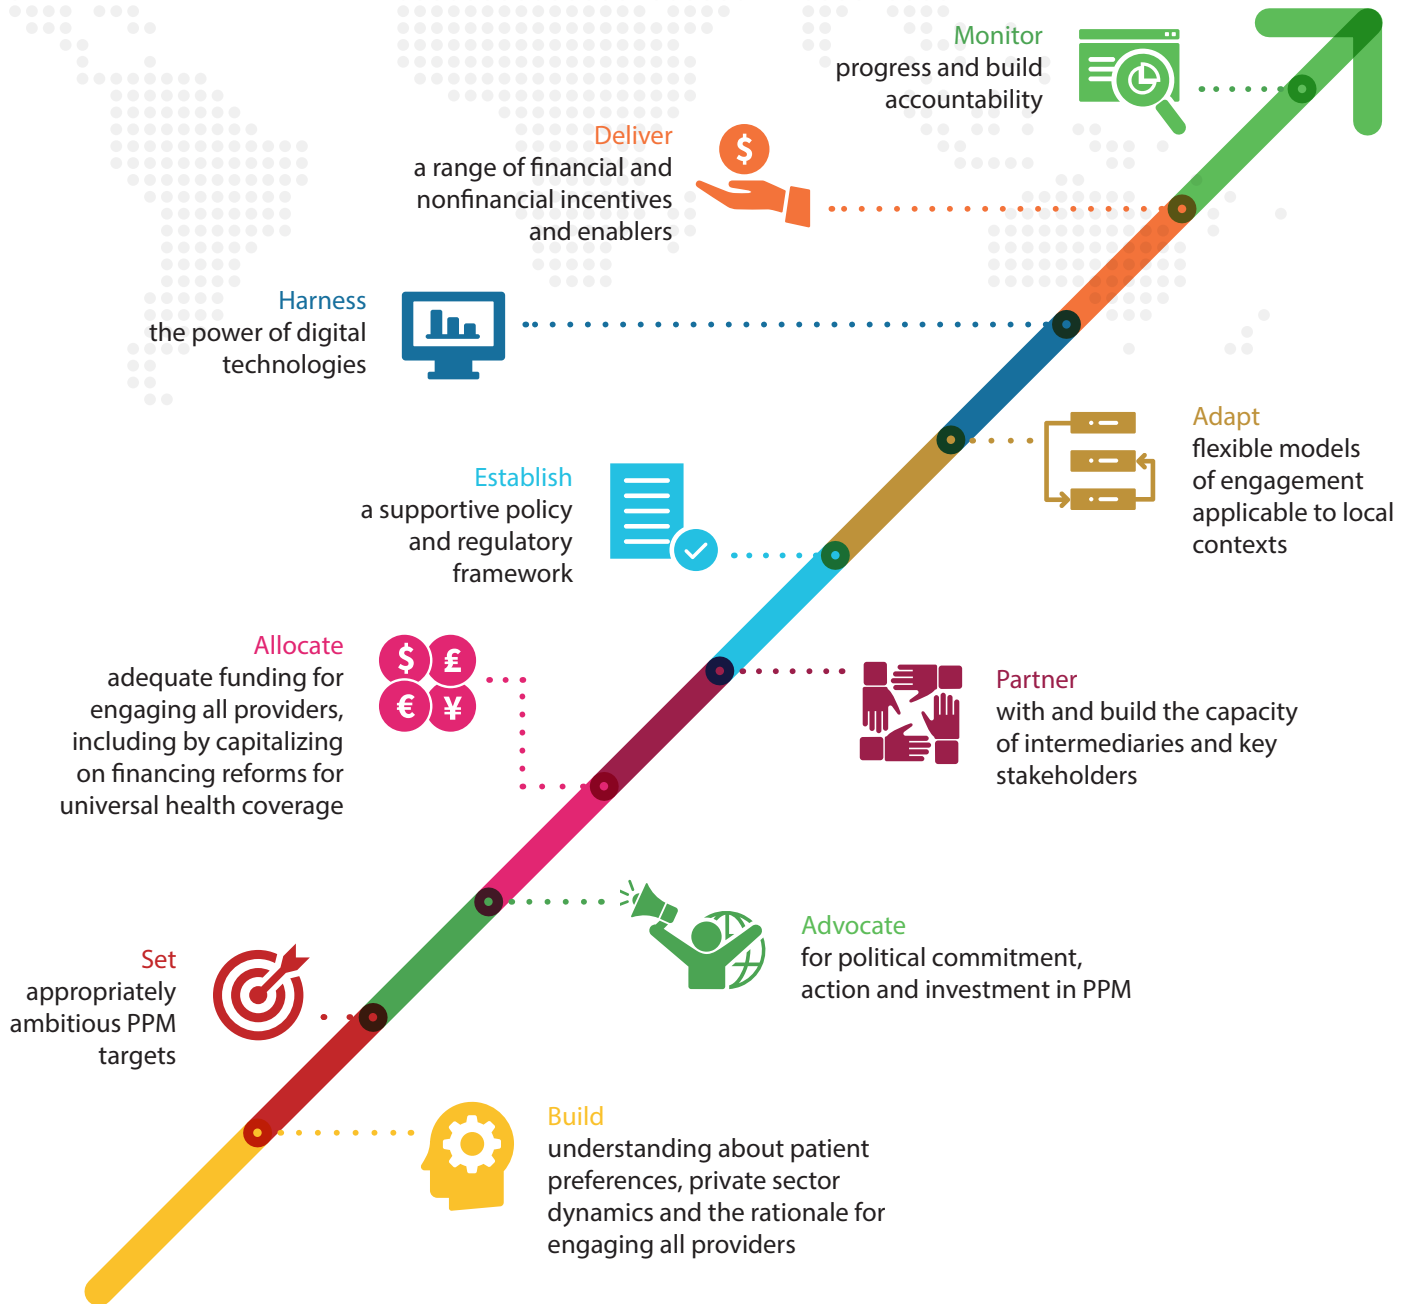 Monitor
progress and build
accountability
Deliver
a range of financial and
nonfinancial incentives
and enablers
Harness
the power of digital
technologies
Adapt
flexible models
of engagement
applicable to local
contexts
Establish
a supportive policy
and regulatory
framework
Allocate
adequate funding for
engaging all providers,
including by capitalizing
on financing reforms for
universal health coverage
$ £
€ ¥
Partner
with and build the capacity
of intermediaries and key
stakeholders
Advocate
for political commitment,
action and investment in PPM
Set
appropriately
ambitious PPM
targets
Build
understanding about patient
preferences, private sector
dynamics and the rationale for
engaging all providers
$